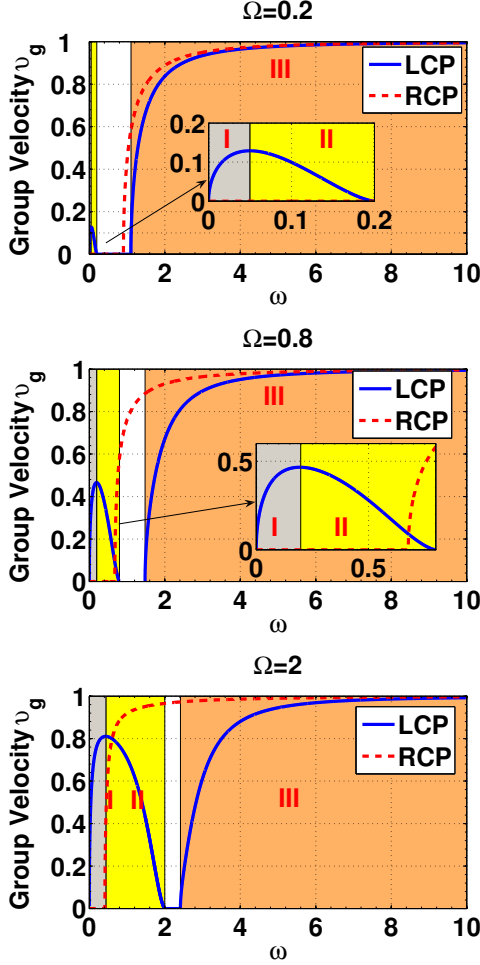 Ω=0.2
Group Velocity υg
1
0.8
0.6
0.4
0.2
0
0 2 4 6 8 10
ω
III
LCP
RCP
0.2
0.1
0
0 0.1 0.2
I
II
Ω=0.8
Group Velocity υg
1
0.8
0.6
0.4
0.2
0
0 2 4 6 8 10
ω
III
LCP
RCP
0.5
0
0 0.5
I
II
Ω=2
Group Velocity υg
1
0.8
0.6
0.4
0.2
0
0 2 4 6 8 10
ω
I
II
III
LCP
RCP